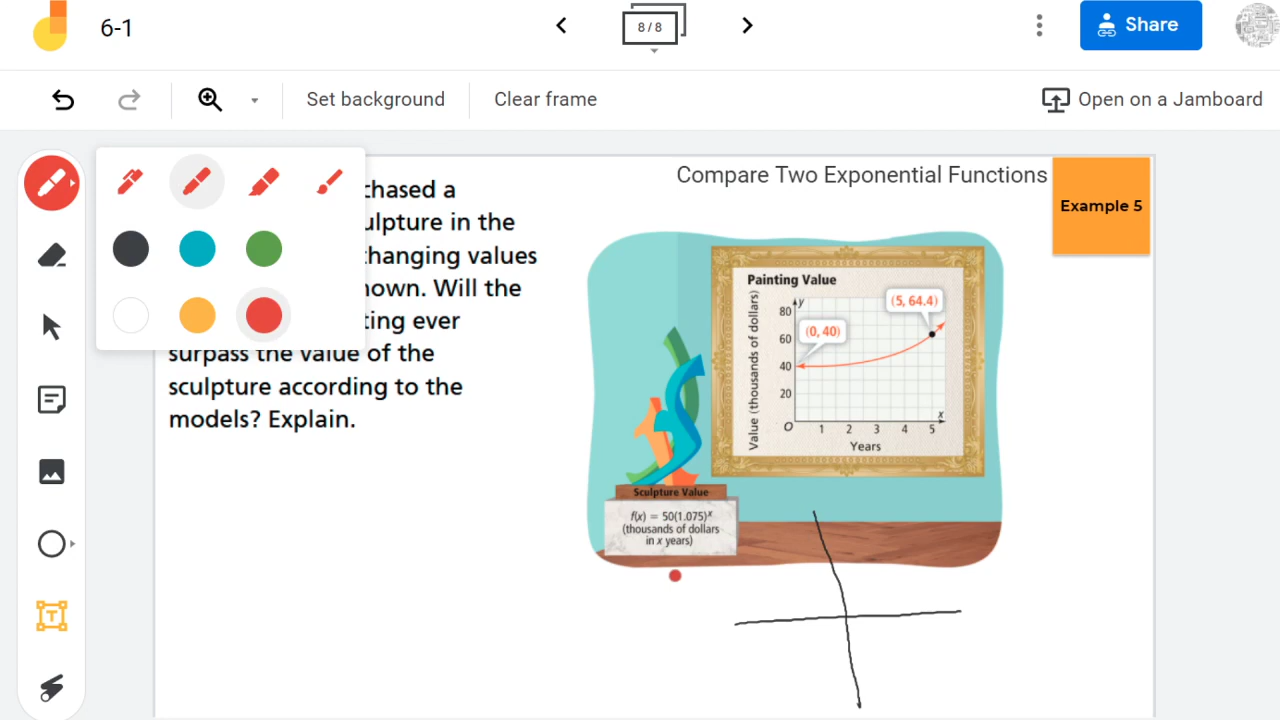 6-1
8 / 8
Share
Set background
Clear frame
Open on a Jamboard
chased a
ulpture in the
changing values
own. Will the
ting ever
surpass the value of the
sculpture according to the
models? Explain.
Compare Two Exponential Functions
Example 5
Painting Value
Value (thousands of dollars)
y
80
60
40
20
O
1 2 3 4 5
x
Years
(0, 40)
(5, 64.4)
Sculpture Value
f(x) = 50(1.075)ˣ
(thousands of dollars
in x years)
T